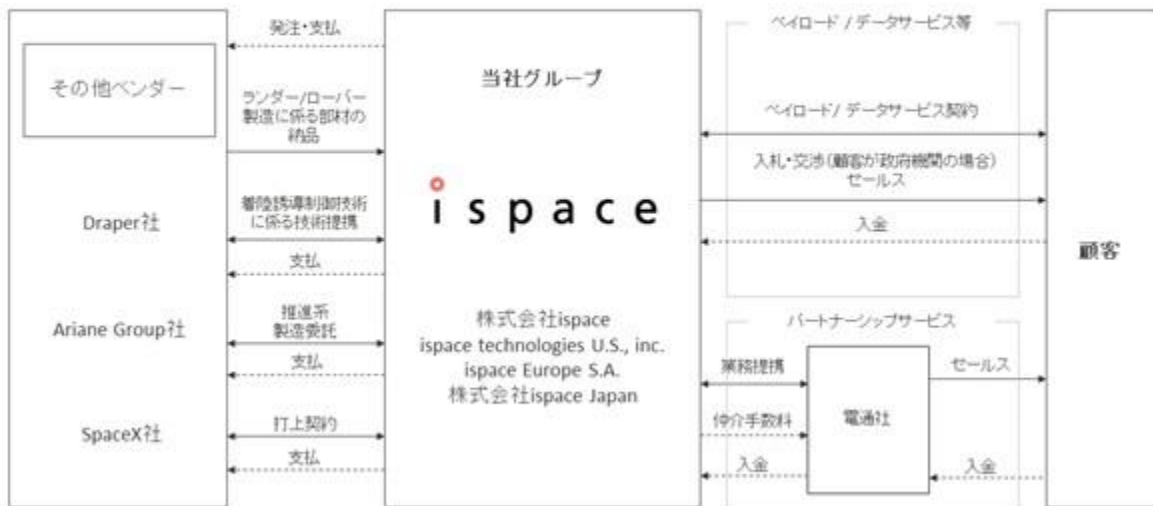 その他ベンダー
Draper社
Ariane Group社
SpaceX社
発注・支払
ランダー/ローバー
製造に係る部材の
納品
着陸誘導制御技術
に係る技術提携
支払
推進系
製造委託
支払
打上契約
支払
当社グループ
ispace
株式会社ispace
ispace technologies U.S., inc.
ispace Europe S.A.
株式会社ispace Japan
ペイロード / データサービス等
ペイロード/ データサービス契約
入札・交渉(顧客が政府機関の場合)
セールス
入金
パートナーシップサービス
業務提携
仲介手数料
入金
電通社
セールス
入金
顧客